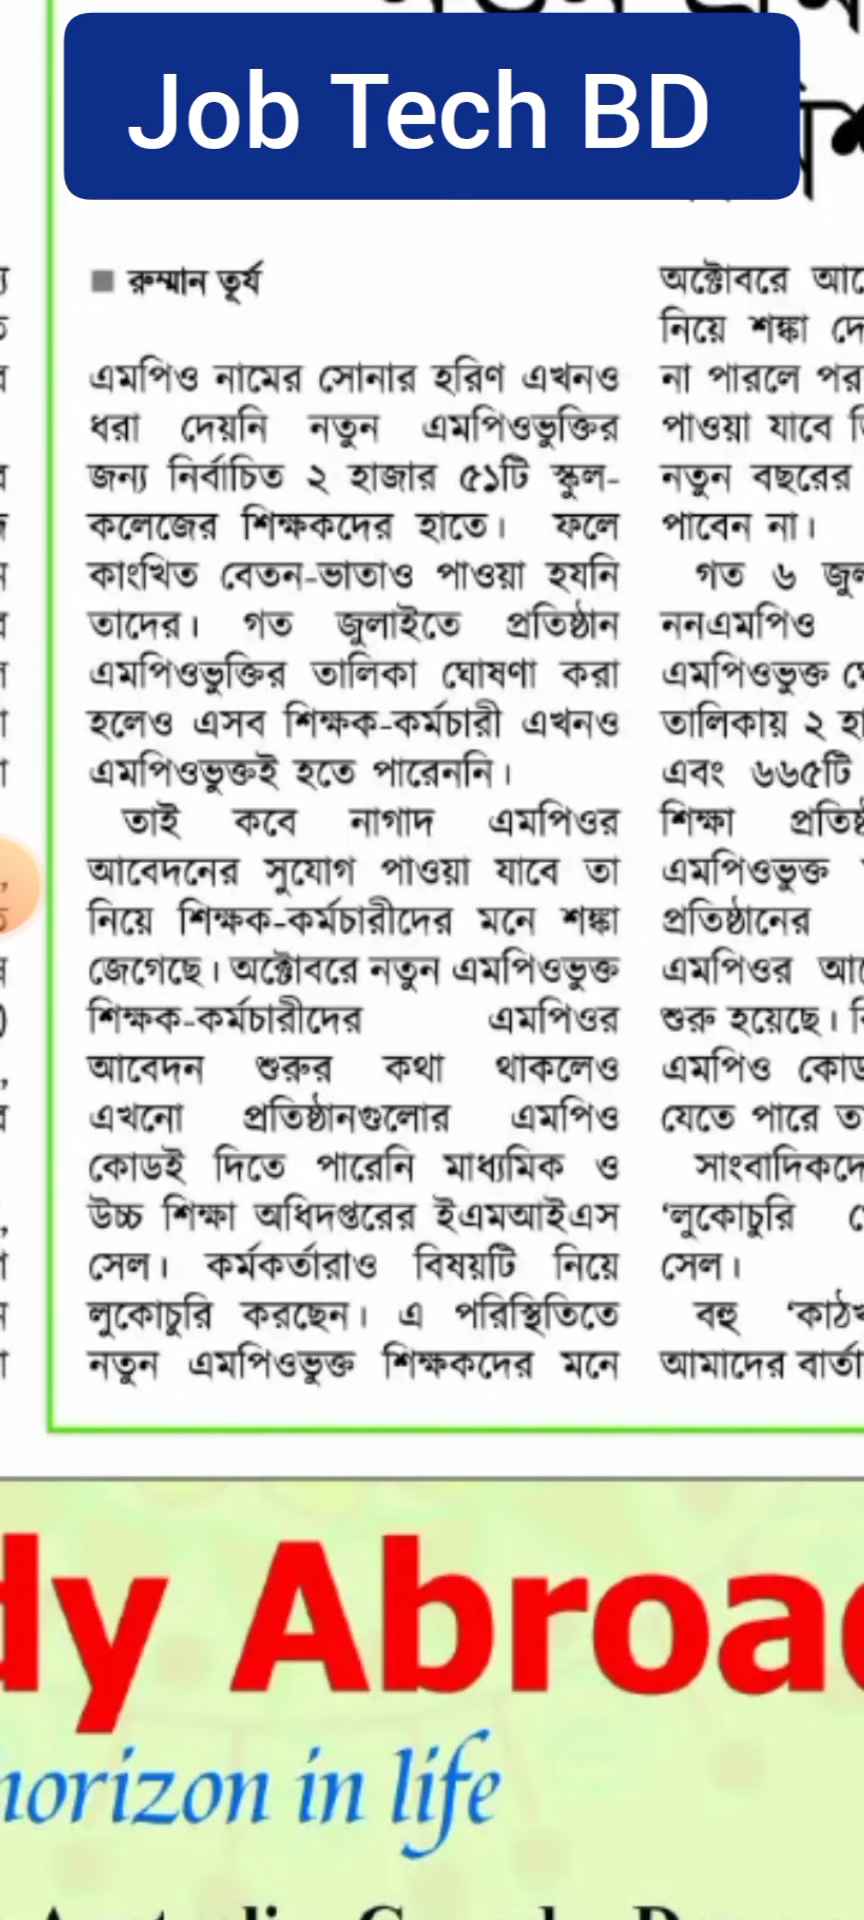 Job Tech BD
রুম্মান তূর্য
এমপিও নামের সোনার হরিণ এখনও
ধরা দেয়নি নতুন এমপিওভুক্তির
জন্য নির্বাচিত ২ হাজার ৫১টি স্কুল-
কলেজের শিক্ষকদের হাতে। ফলে
কাংখিত বেতন-ভাতাও পাওয়া হযনি
তাদের। গত জুলাইতে প্রতিষ্ঠান
এমপিওভুক্তির তালিকা ঘোষণা করা
হলেও এসব শিক্ষক-কর্মচারী এখনও
এমপিওভুক্তই হতে পারেননি।
তাই কবে নাগাদ এমপিওর
আবেদনের সুযোগ পাওয়া যাবে তা
নিয়ে শিক্ষক-কর্মচারীদের মনে শঙ্কা
জেগেছে। অক্টোবরে নতুন এমপিওভুক্ত
শিক্ষক-কর্মচারীদের এমপিওর
আবেদন শুরুর কথা থাকলেও
এখনো প্রতিষ্ঠানগুলোর এমপিও
কোডই দিতে পারেনি মাধ্যমিক ও
উচ্চ শিক্ষা অধিদপ্তরের ইএমআইএস
সেল। কর্মকর্তারাও বিষয়টি নিয়ে
লুকোচুরি করছেন। এ পরিস্থিতিতে
নতুন এমপিওভুক্ত শিক্ষকদের মনে
অক্টোবরে
নিয়ে শঙ্কা
না পারলে
পাওয়া যাবে
নতুন বছরের
পাবেন না।
গত ৬
ননএমপিও
এমপিওভুক্ত
তালিকায় ২
এবং ৬৬৫টি
শিক্ষা
এমপিওভুক্ত
প্রতিষ্ঠানের
এমপিওর
শুরু হয়েছে।
এমপিও
যেতে পারে
সাংবাদিকদে
‘লুকোচুরি
সেল।
বহু
আমাদের
dy Abroad
horizon in life